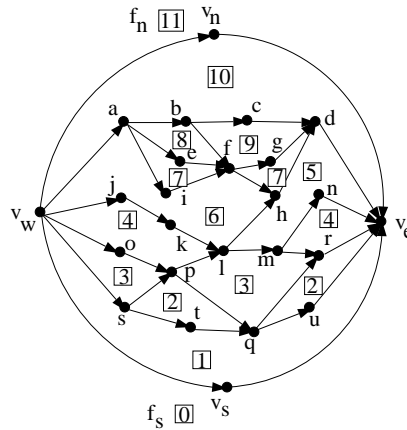 f_n 11 v_n
10
a b c d
8 9
e f g
7 7 5
j i h n
4 6 4
v_w k v_e
o l m r
3 p 3
s 2 2
t q u
1
v_s
f_s 0